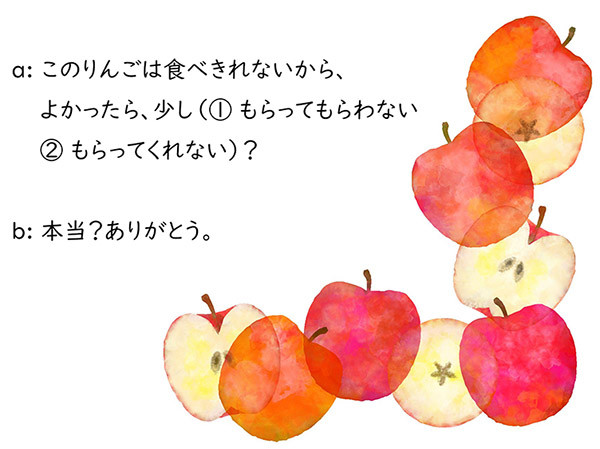 a: このりんごは食べきれないから、
よかったら、少し(① もらってもらわない
② もらってくれない)?
b: 本当?ありがとう。